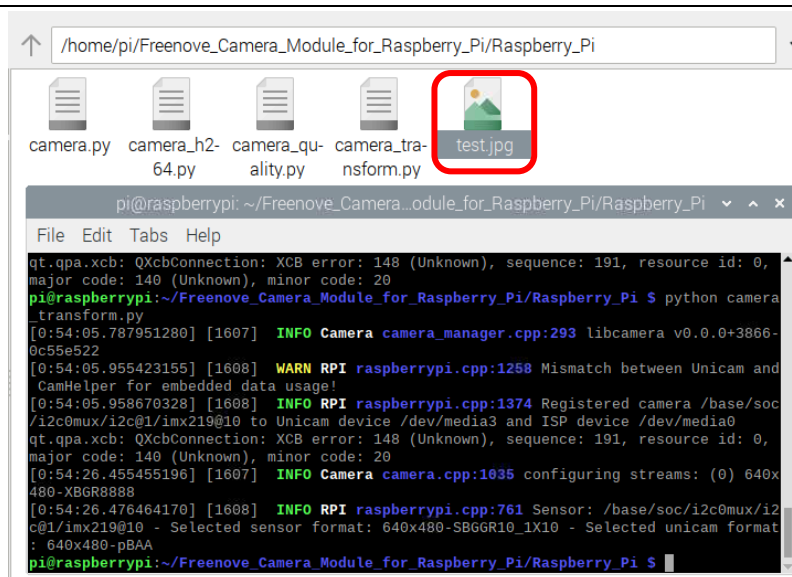 /home/pi/Freenove_Camera_Module_for_Raspberry_Pi/Raspberry_Pi
camera.py camera_h2- camera_qu- camera_tra- test.jpg
64.py ality.py nsform.py
pi@raspberrypi: ~/Freenove_Camera...odule_for_Raspberry_Pi/Raspberry_Pi
File Edit Tabs Help
qt.qpa.xcb: QXcbConnection: XCB error: 148 (Unknown), sequence: 191, resource id: 0,
major code: 140 (Unknown), minor code: 20
pi@raspberrypi:~/Freenove_Camera_Module_for_Raspberry_Pi/Raspberry_Pi $ python camera
_transform.py
[0:54:05.787951280] [1607] INFO Camera camera_manager.cpp:293 libcamera v0.0.0+3866-
0c55e522
[0:54:05.955423155] [1608] WARN RPI raspberrypi.cpp:1258 Mismatch between Unicam and
CamHelper for embedded data usage!
[0:54:05.958670328] [1608] INFO RPI raspberrypi.cpp:1374 Registered camera /base/soc
/i2c0mux/i2c@1/imx219@10 to Unicam device /dev/media3 and ISP device /dev/media0
qt.qpa.xcb: QXcbConnection: XCB error: 148 (Unknown), sequence: 191, resource id: 0,
major code: 140 (Unknown), minor code: 20
[0:54:26.455455196] [1607] INFO Camera camera.cpp:1035 configuring streams: (0) 640x
480-XBGR8888
[0:54:26.476464170] [1608] INFO RPI raspberrypi.cpp:761 Sensor: /base/soc/i2c0mux/i2
c@1/imx219@10 - Selected sensor format: 640x480-SBGGR10_1X10 - Selected unicam format
: 640x480-pBAA
pi@raspberrypi:~/Freenove_Camera_Module_for_Raspberry_Pi/Raspberry_Pi $